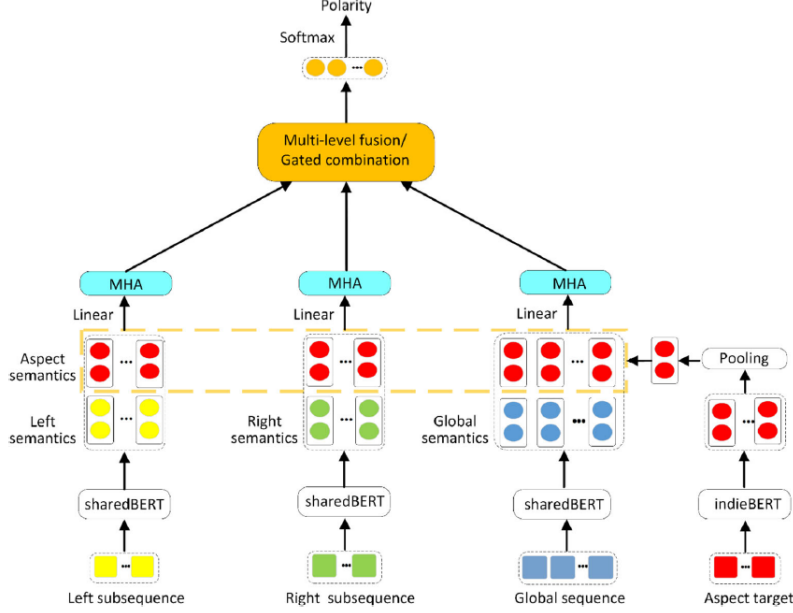 Polarity
Softmax
Multi-level fusion/
Gated combination
MHA
MHA
MHA
Linear
Linear
Linear
Aspect
semantics
Pooling
Left
semantics
Right
semantics
Global
semantics
sharedBERT
sharedBERT
sharedBERT
indieBERT
Left subsequence
Right subsequence
Global sequence
Aspect target